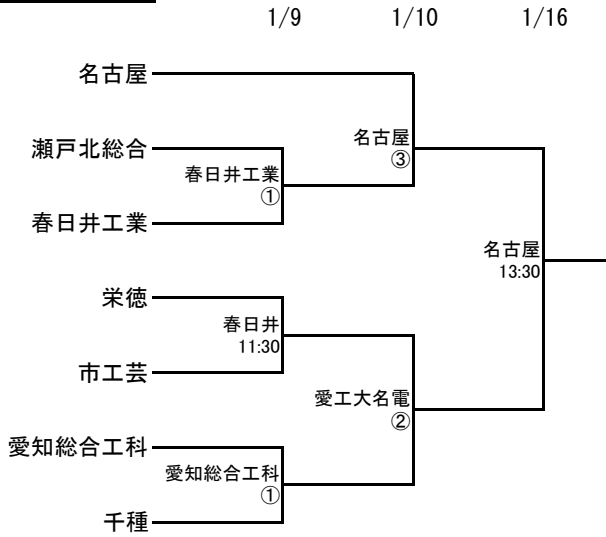 1/9 1/10 1/16
名古屋
瀬戸北総合
名古屋
③
春日井工業
①
春日井工業
名古屋
13:30
栄徳
春日井
11:30
市工芸
愛工大名電
②
愛知総合工科
愛知総合工科
①
千種